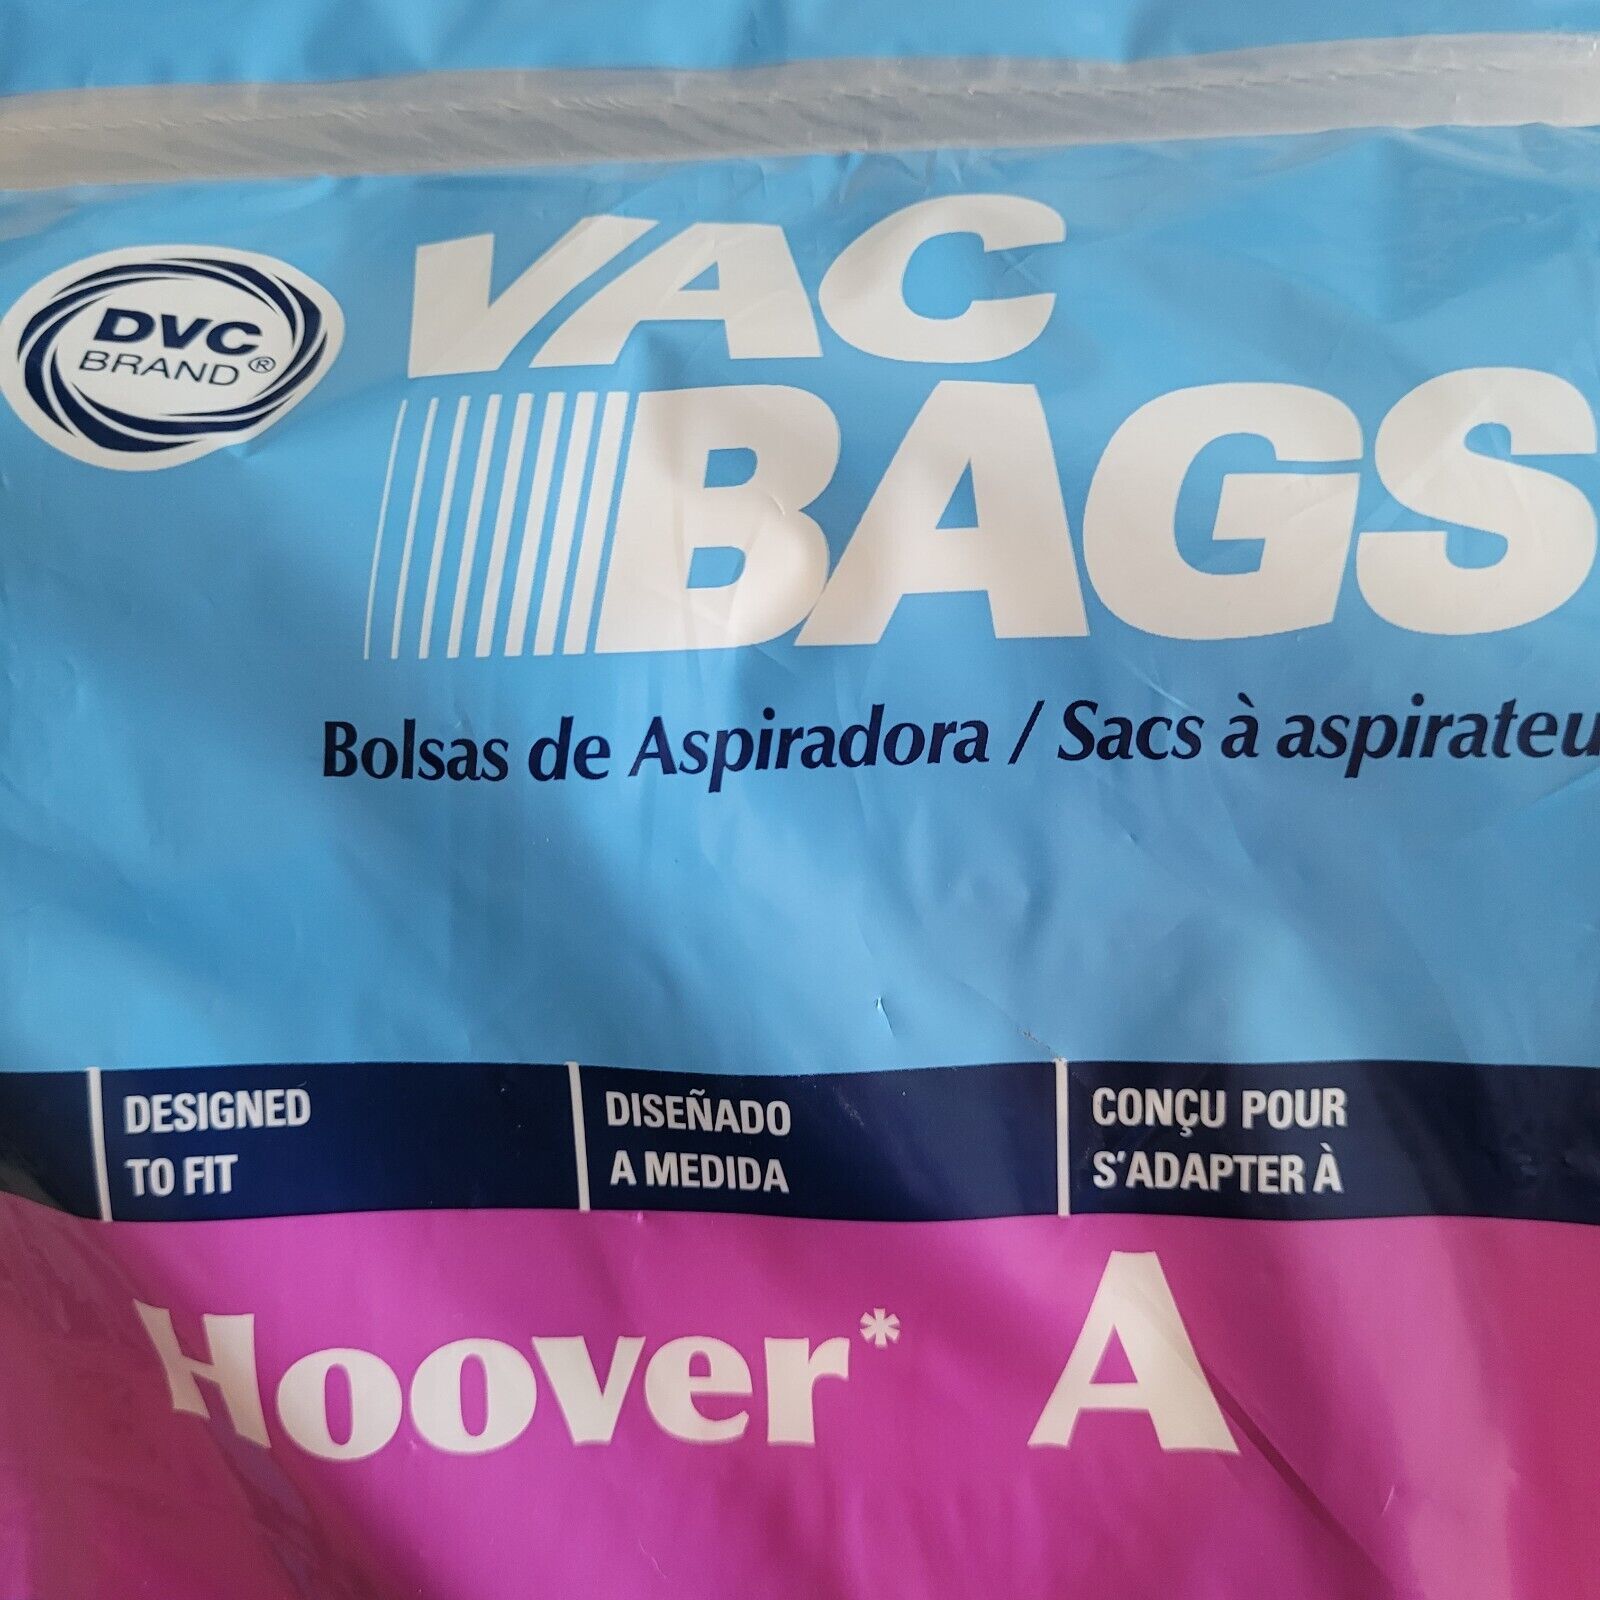 DVC
BRAND®
VAC
BAGS
Bolsas de Aspiradora / Sacs à aspirateu
DESIGNED
TO FIT
DISEÑADO
A MEDIDA
CONÇU POUR
S'ADAPTER À
Hoover* A